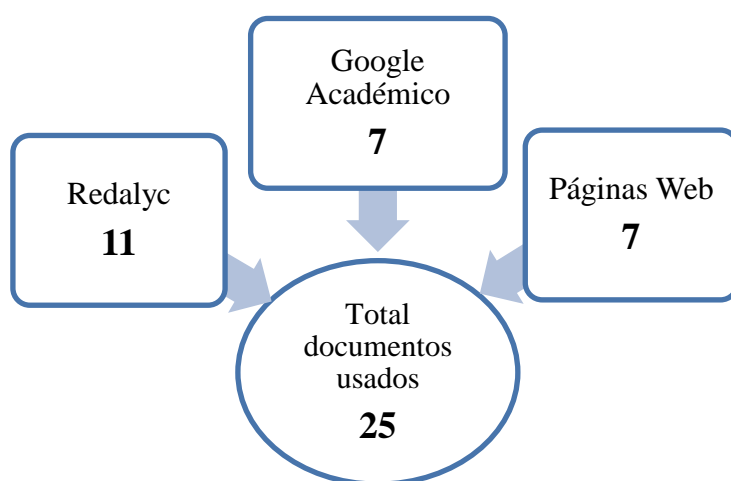 Google
Académico
7
Redalyc
11
Páginas Web
7
Total
documentos
usados
25